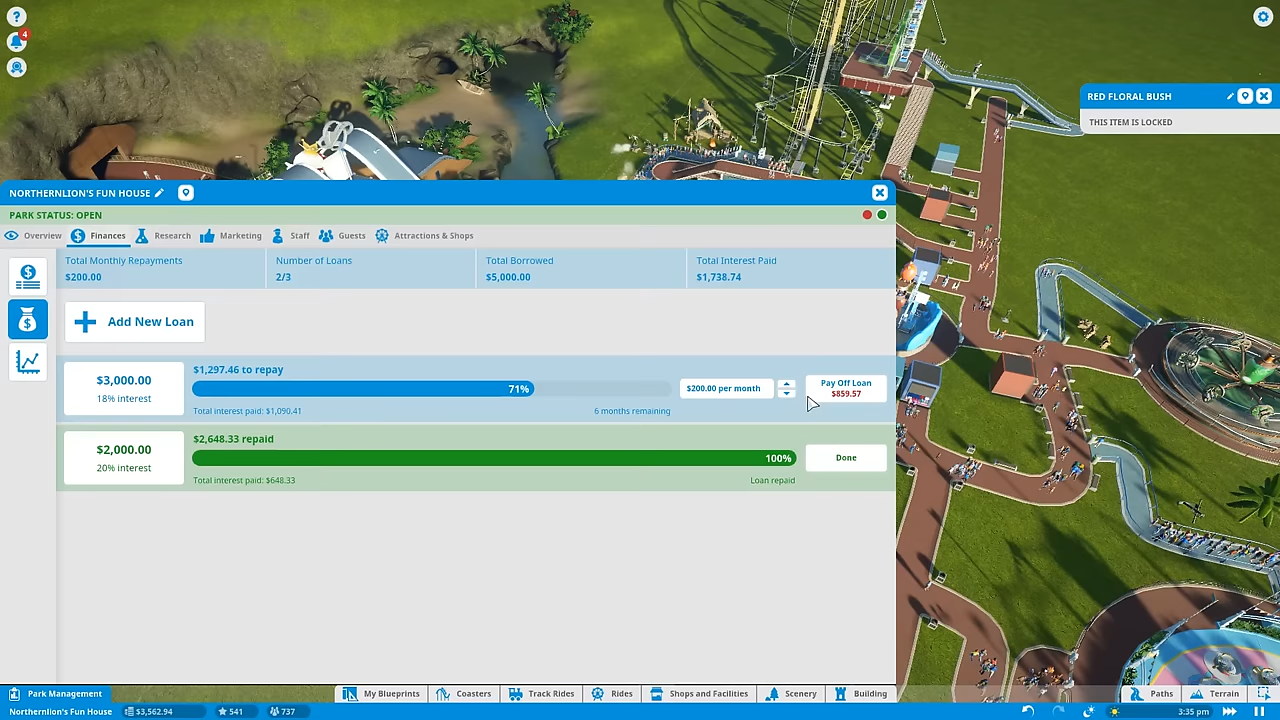 ?
4
RED FLORAL BUSH
THIS ITEM IS LOCKED
NORTHERNLION'S FUN HOUSE
PARK STATUS: OPEN
Overview
Finances
Research
Marketing
Staff
Guests
Attractions & Shops
Total Monthly Repayments
$200.00
Number of Loans
2/3
Total Borrowed
$5,000.00
Total Interest Paid
$1,738.74
Add New Loan
$3,000.00
18% interest
$1,297.46 to repay
71%
Total interest paid: $1,090.41
6 months remaining
$200.00 per month
Pay Off Loan
$859.57
$2,000.00
20% interest
$2,648.33 repaid
100%
Total interest paid: $648.33
Loan repaid
Done
Park Management
My Blueprints
Coasters
Track Rides
Rides
Shops and Facilities
Scenery
Building
Paths
Terrain
Northernlion's Fun House
$3,562.94
541
737
3:35 pm